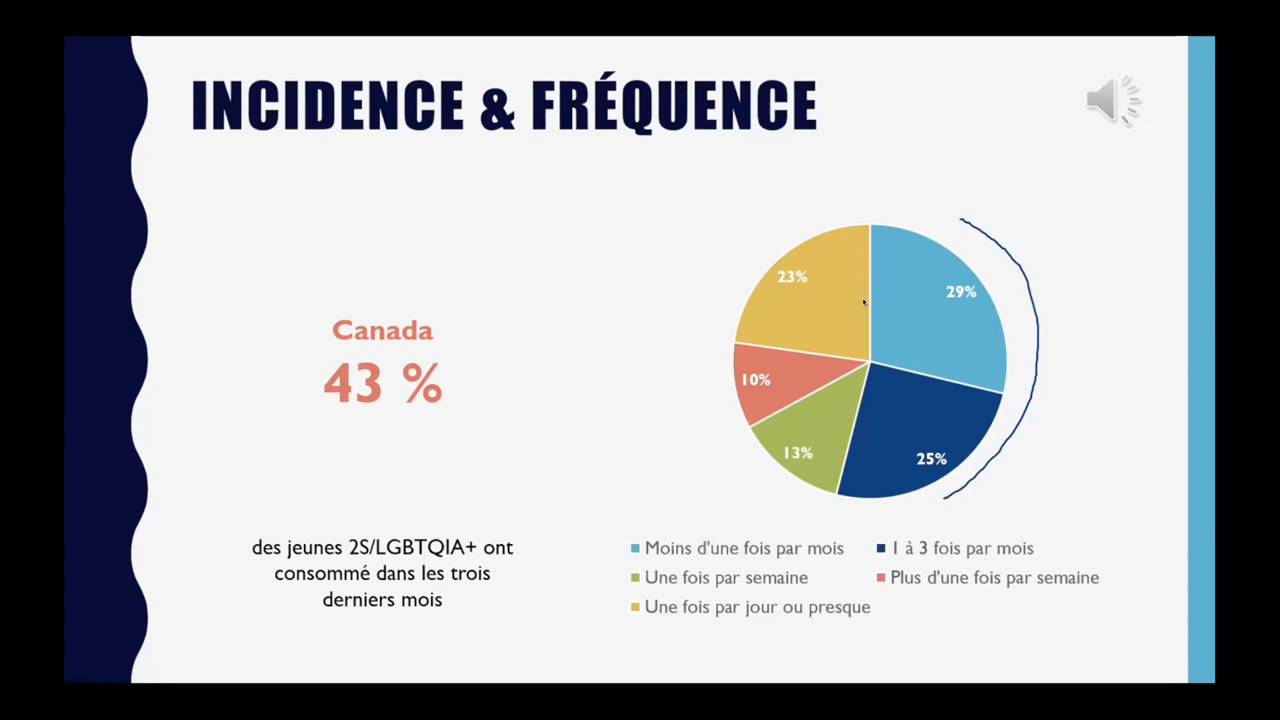 INCIDENCE & FRÉQUENCE
Canada
43 %
des jeunes 2S/LGBTQIA+ ont
consommé dans les trois
derniers mois
23%
29%
10%
13%
25%
Moins d'une fois par mois
1 à 3 fois par mois
Une fois par semaine
Plus d'une fois par semaine
Une fois par jour ou presque